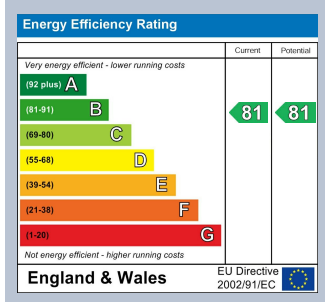 Energy Efficiency Rating
Current Potential
Very energy efficient - lower running costs
(92 plus) A
(81-91) B 81 81
(69-80) C
(55-68) D
(39-54) E
(21-38) F
(1-20) G
Not energy efficient - higher running costs
England & Wales
EU Directive
2002/91/EC